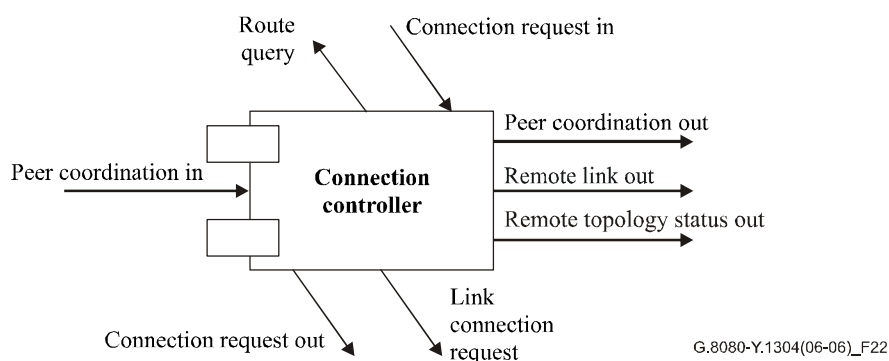 Route
query
Connection request in
Peer coordination out
Peer coordination in
Connection
controller
Remote link out
Remote topology status out
Connection request out
Link
connection
request
G.8080-Y.1304(06-06)_F22